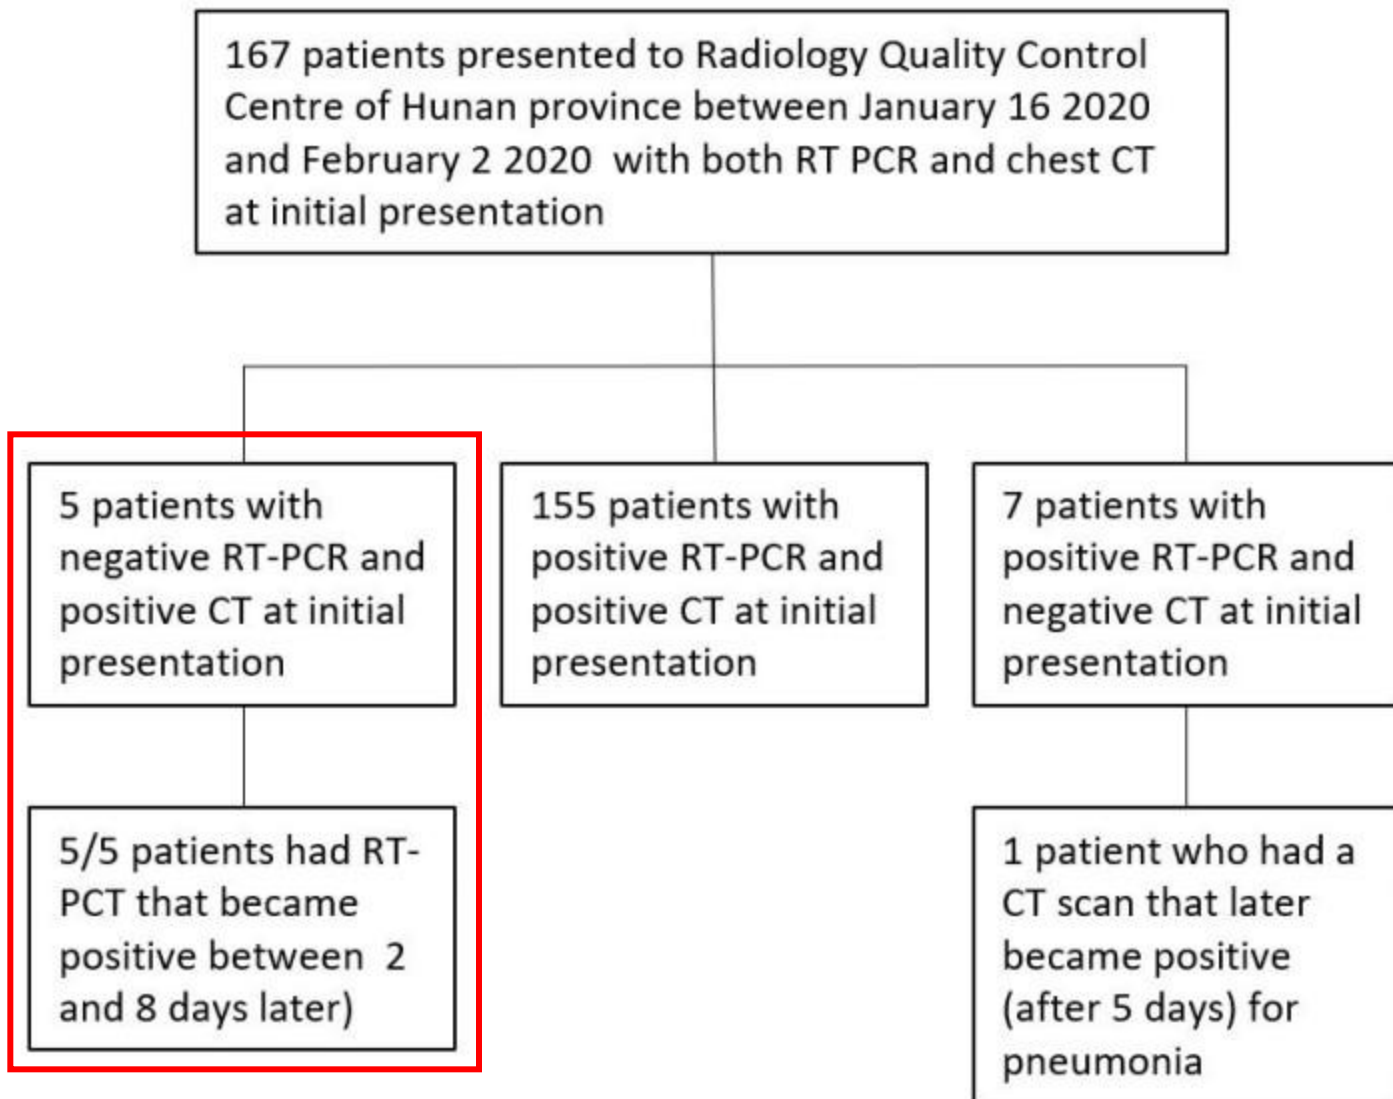 167 patients presented to Radiology Quality Control
Centre of Hunan province between January 16 2020
and February 2 2020 with both RT PCR and chest CT
at initial presentation
5 patients with
negative RT-PCR and
positive CT at initial
presentation
155 patients with
positive RT-PCR and
positive CT at initial
presentation
7 patients with
positive RT-PCR and
negative CT at initial
presentation
5/5 patients had RT-
PCT that became
positive between 2
and 8 days later)
1 patient who had a
CT scan that later
became positive
(after 5 days) for
pneumonia